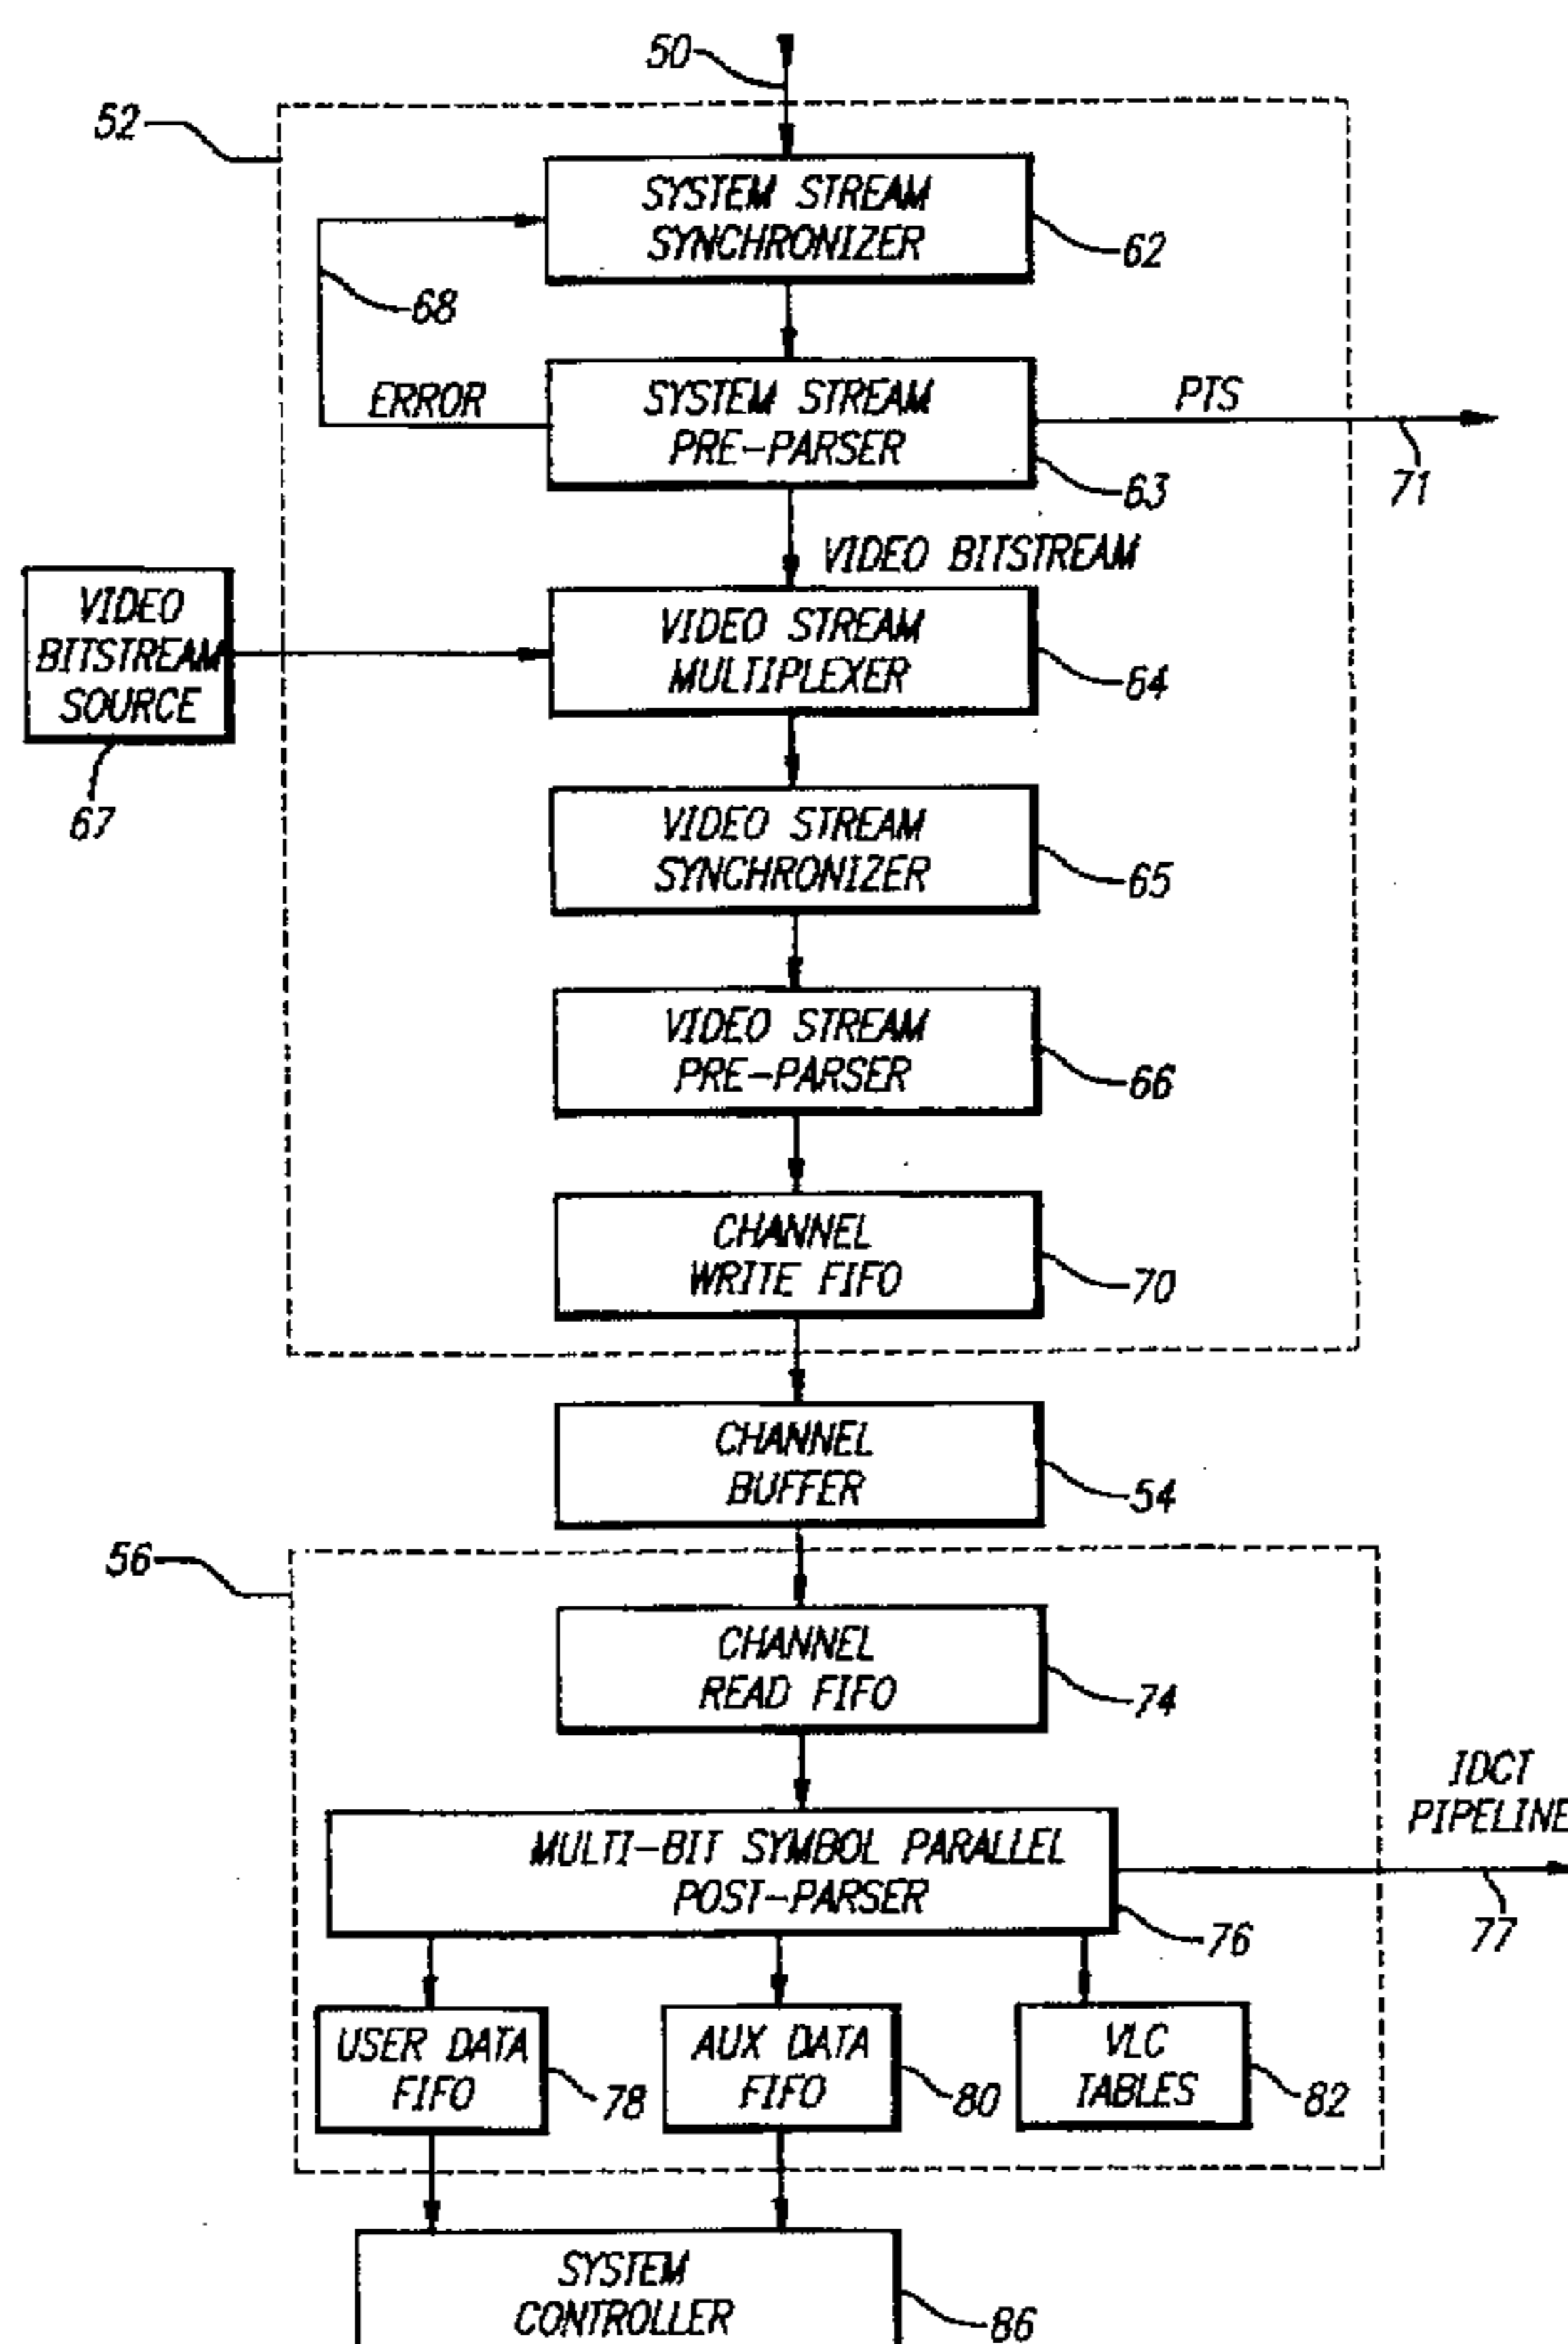 50
52
SYSTEM STREAM
SYNCHRONIZER
62
68
ERROR
SYSTEM STREAM
PRE-PARSER
PTS
63
71
VIDEO BITSTREAM
VIDEO
BITSTREAM
SOURCE
67
VIDEO STREAM
MULTIPLEXER
64
VIDEO STREAM
SYNCHRONIZER
65
VIDEO STREAM
PRE-PARSER
66
CHANNEL
WRITE FIFO
70
CHANNEL
BUFFER
54
56
CHANNEL
READ FIFO
74
IDCT
PIPELINE
MULTI-BIT SYMBOL PARALLEL
POST-PARSER
76
77
USER DATA
FIFO
78
AUX DATA
FIFO
80
VLC
TABLES
82
SYSTEM
CONTROLLER
86